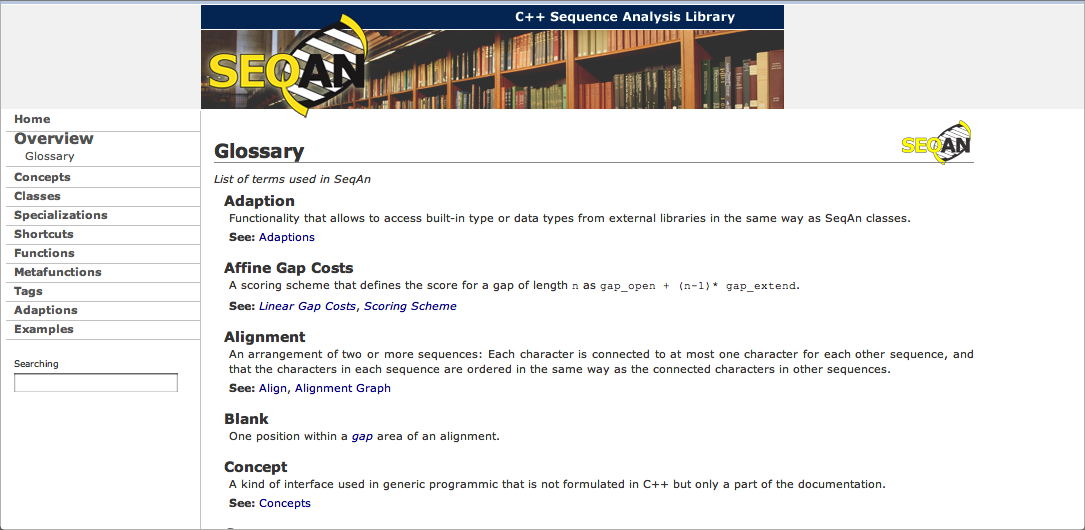 C++ Sequence Analysis Library
SEQAN
Home
Overview
Glossary
Concepts
Classes
Specializations
Shortcuts
Functions
Metafunctions
Tags
Adaptions
Examples
Searching
Glossary
SEQAN
List of terms used in SeqAn
Adaption
Functionality that allows to access built-in type or data types from external libraries in the same way as SeqAn classes.
See: Adaptions
Affine Gap Costs
A scoring scheme that defines the score for a gap of length n as gap_open + (n-1)* gap_extend.
See: Linear Gap Costs, Scoring Scheme
Alignment
An arrangement of two or more sequences: Each character is connected to at most one character for each other sequence, and
that the characters in each sequence are ordered in the same way as the connected characters in other sequences.
See: Align, Alignment Graph
Blank
One position within a gap area of an alignment.
Concept
A kind of interface used in generic programmic that is not formulated in C++ but only a part of the documentation.
See: Concepts